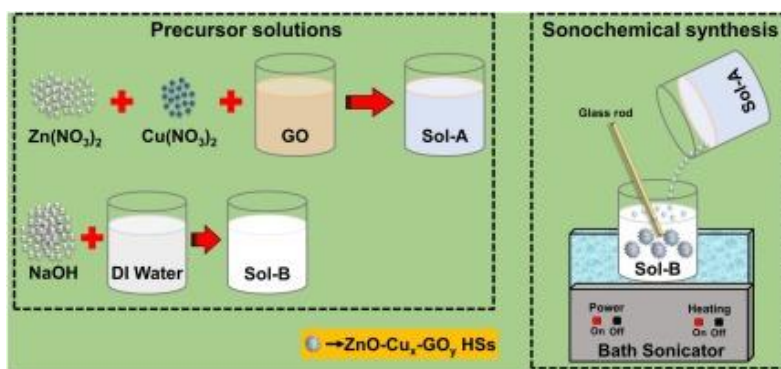 Precursor solutions
Zn(NO₃)₂
Cu(NO₃)₂
GO
Sol-A
NaOH
DI Water
Sol-B
Sonochemical synthesis
Sol-A
Glass rod
Sol-B
Power
On Off
Heating
On Off
Bath Sonicator
→ZnO-Cuₓ-GOᵧ HSs